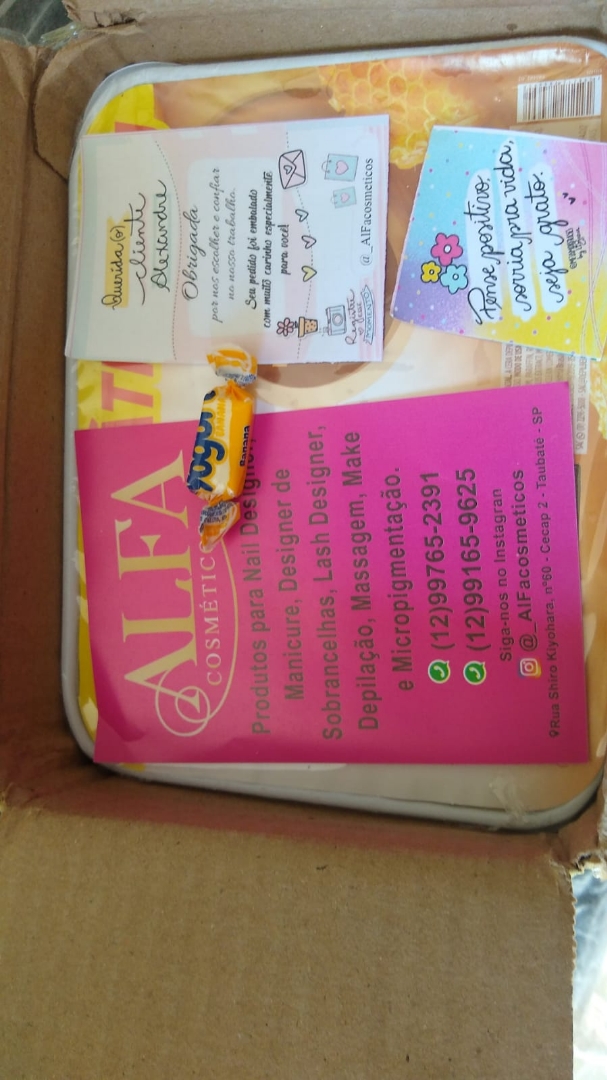 Querida(o)
cliente
Alexandre
Obrigada
por nos escolher e confiar
no nosso trabalho.
Seu pedido foi embalado
com muito carinho especialmente
para você!
@_AlFacosmeticos
Pense positivo,
sorria pra vida,
seja grato.
ALFA
COSMÉTIC
Produtos para Nail Designer,
Manicure, Designer de
Sobrancelhas, Lash Designer,
Depilação, Massagem, Make
e Micropigmentação.
(12)99765-2391
(12)99165-9625
Siga-nos no Instagran
@_AlFacosmeticos
Rua Shiro Kiyohara, n°60 - Cecap 2 - Taubaté - SP
Banana